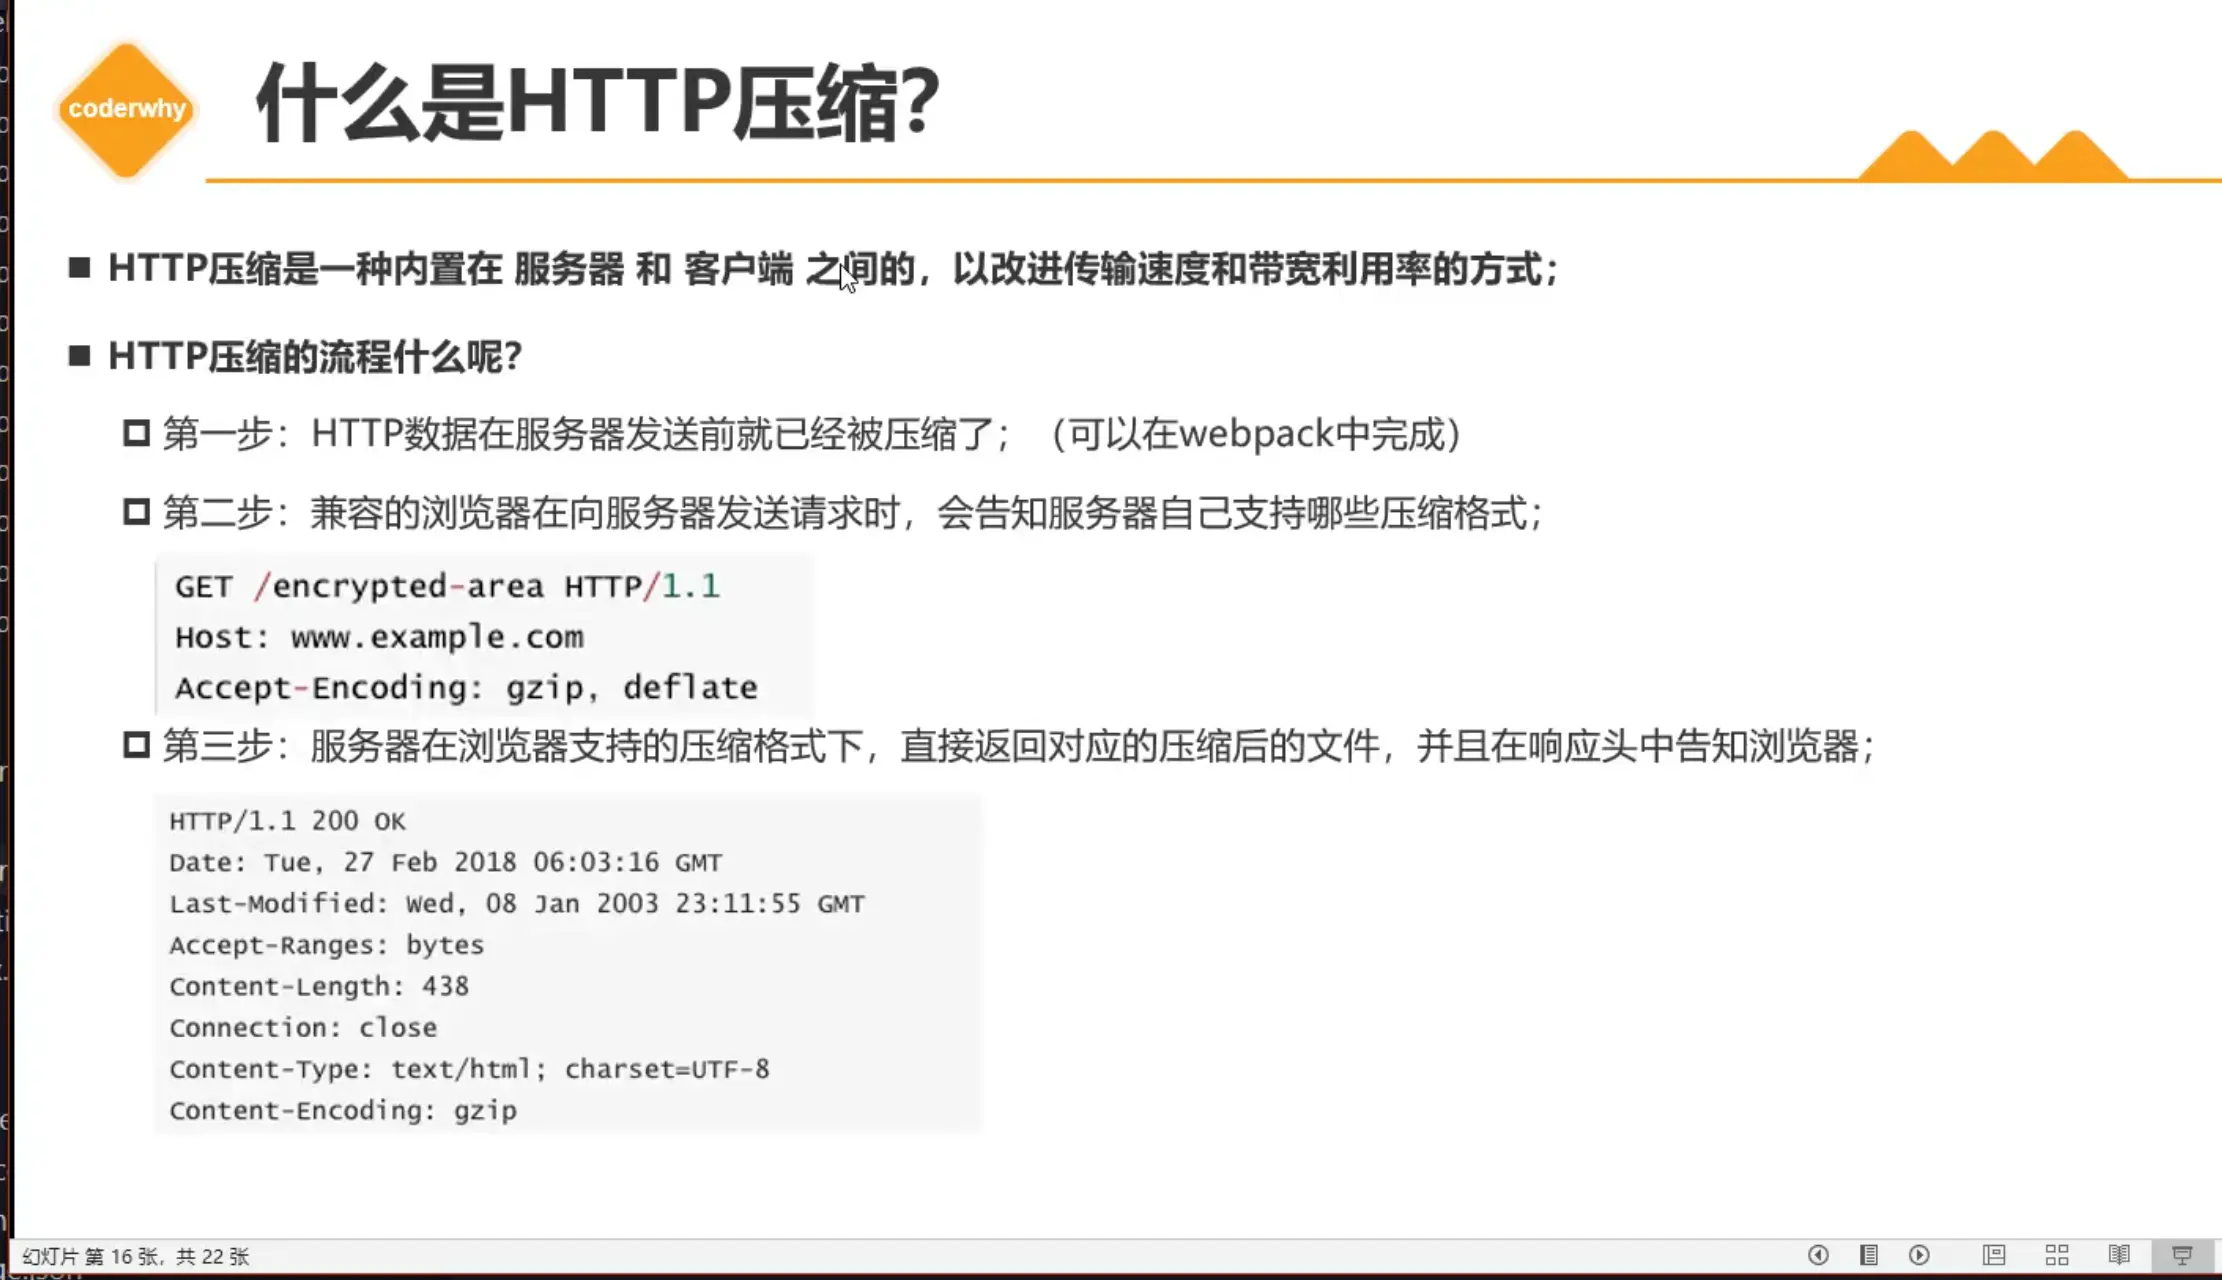 coderwhy
什么是HTTP压缩？
HTTP压缩是一种内置在 服务器 和 客户端 之间的，以改进传输速度和带宽利用率的方式；
HTTP压缩的流程什么呢？
第一步：HTTP数据在服务器发送前就已经被压缩了；（可以在webpack中完成）
第二步：兼容的浏览器在向服务器发送请求时，会告知服务器自己支持哪些压缩格式；
GET /encrypted-area HTTP/1.1
Host: www.example.com
Accept-Encoding: gzip, deflate
第三步：服务器在浏览器支持的压缩格式下，直接返回对应的压缩后的文件，并且在响应头中告知浏览器；
HTTP/1.1 200 OK
Date: Tue, 27 Feb 2018 06:03:16 GMT
Last-Modified: Wed, 08 Jan 2003 23:11:55 GMT
Accept-Ranges: bytes
Content-Length: 438
Connection: close
Content-Type: text/html; charset=UTF-8
Content-Encoding: gzip
幻灯片 第 16 张，共 22 张